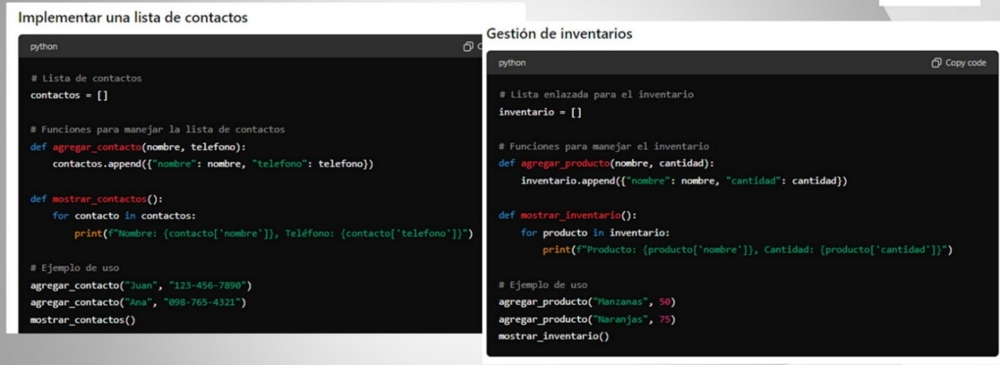 Implementar una lista de contactos
python
# Lista de contactos
contactos = []
# Funciones para manejar la lista de contactos
def agregar_contacto(nombre, telefono):
    contactos.append({"nombre": nombre, "telefono": telefono})
def mostrar_contactos():
    for contacto in contactos:
        print(f"Nombre: {contacto['nombre']}, Teléfono: {contacto['telefono']}")
# Ejemplo de uso
agregar_contacto("Juan", "123-456-7890")
agregar_contacto("Ana", "098-765-4321")
mostrar_contactos()
Gestión de inventarios
python
Copy code
# Lista enlazada para el inventario
inventario = []
# Funciones para manejar el inventario
def agregar_producto(nombre, cantidad):
    inventario.append({"nombre": nombre, "cantidad": cantidad})
def mostrar_inventario():
    for producto in inventario:
        print(f"Producto: {producto['nombre']}, Cantidad: {producto['cantidad']}")
# Ejemplo de uso
agregar_producto("Manzanas", 50)
agregar_producto("Naranjas", 75)
mostrar_inventario()